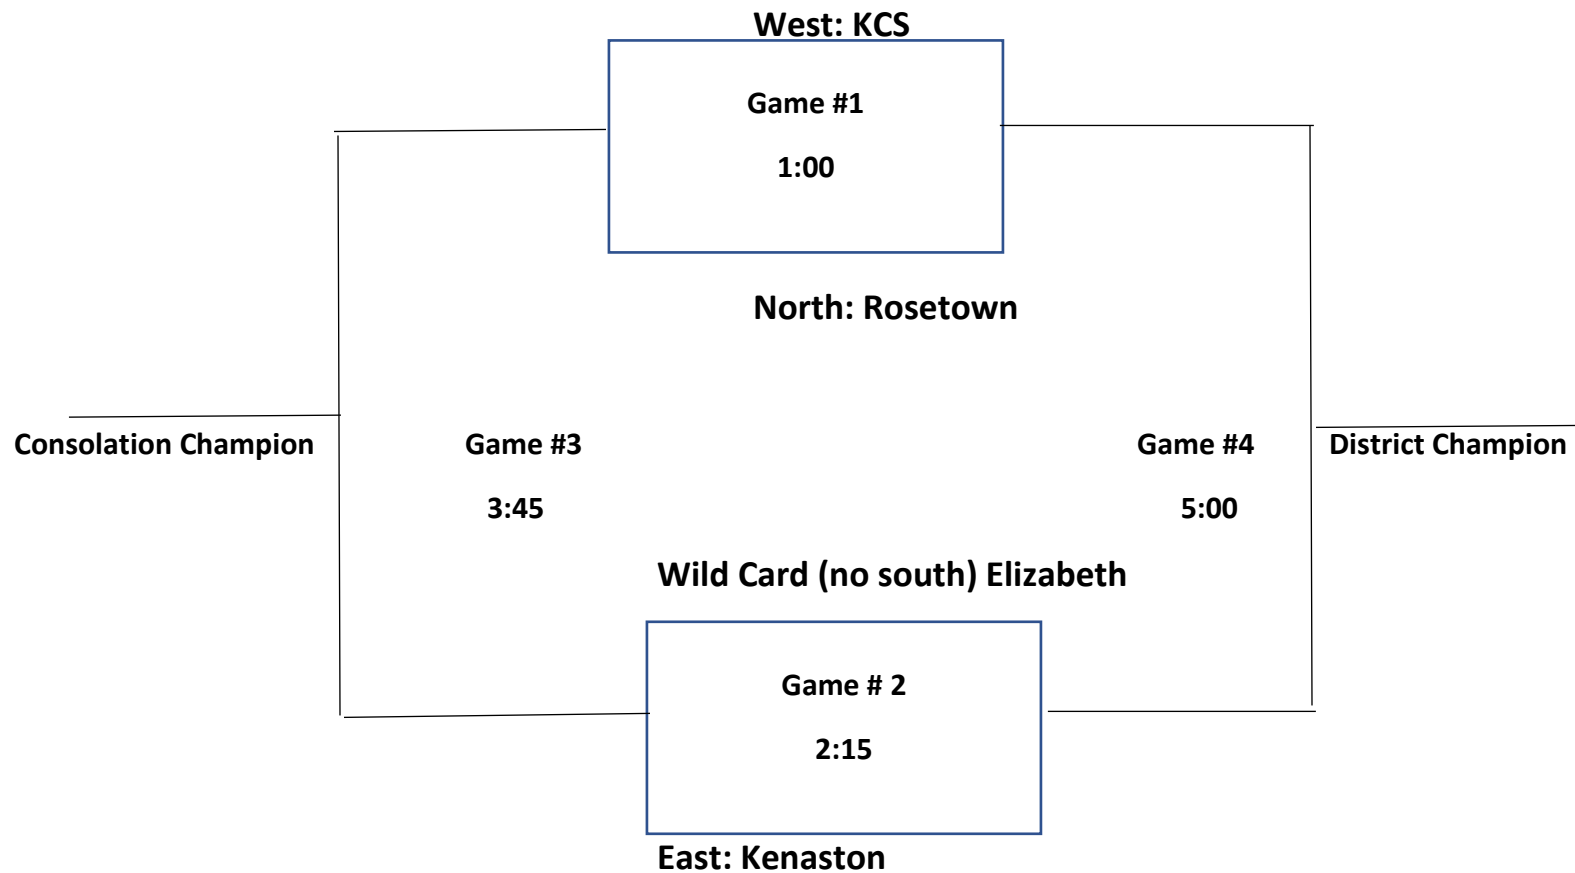 West: KCS
Game #1
1:00
North: Rosetown
Consolation Champion
Game #3
3:45
Game #4
5:00
District Champion
Wild Card (no south) Elizabeth
Game # 2
2:15
East: Kenaston